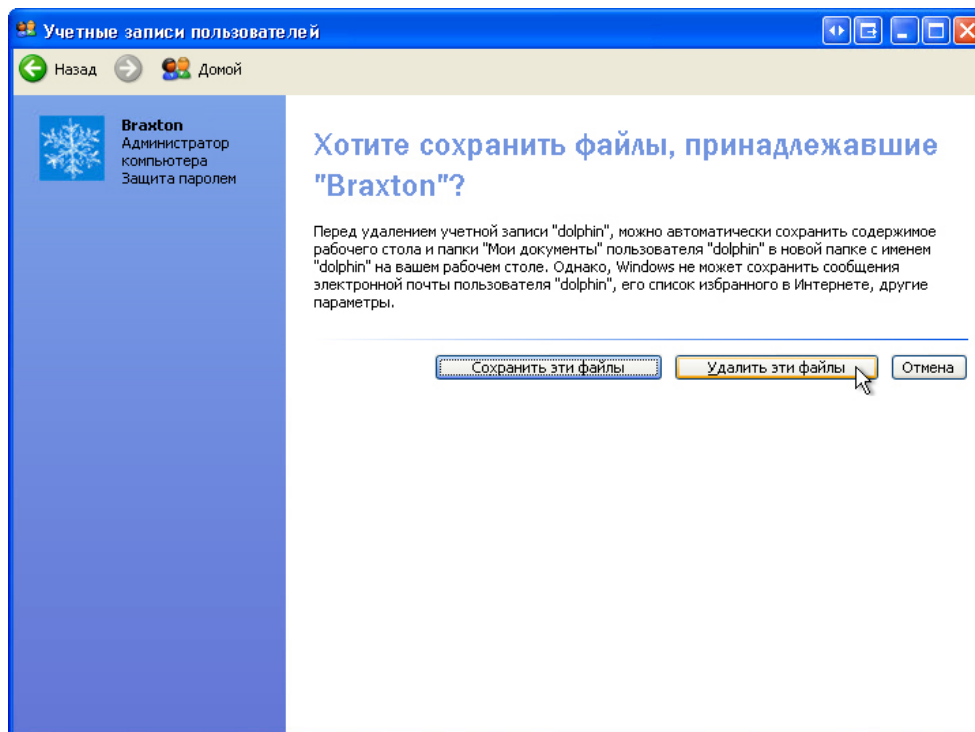 Учетные записи пользователей
Назад
Домой
Braxton
Администратор
компьютера
Защита паролем
Хотите сохранить файлы, принадлежавшие
"Braxton"?
Перед удалением учетной записи "dolphin", можно автоматически сохранить содержимое
рабочего стола и папки "Мои документы" пользователя "dolphin" в новой папке с именем
"dolphin" на вашем рабочем столе. Однако, Windows не может сохранить сообщения
электронной почты пользователя "dolphin", его список избранного в Интернете, другие
параметры.
Сохранить эти файлы
Удалить эти файлы
Отмена